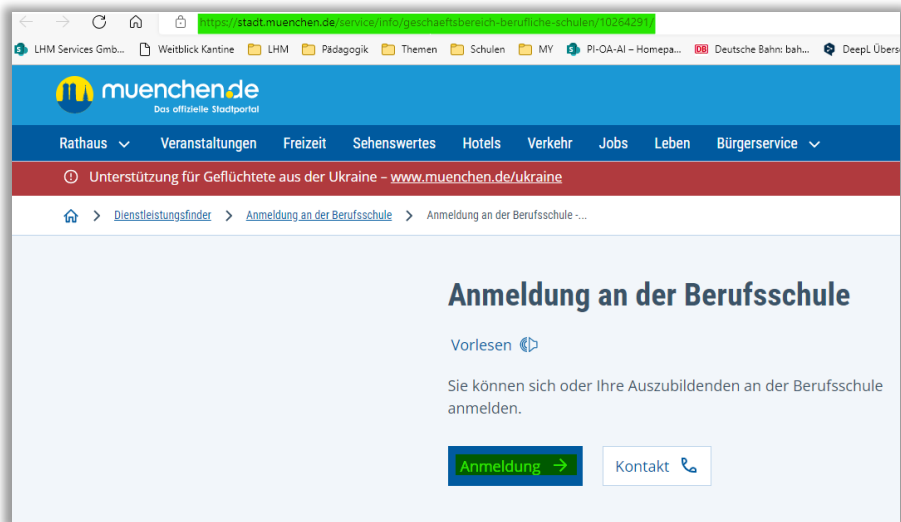 https://stadt.muenchen.de/service/info/geschaeftsbereich-berufliche-schulen/10264291/
LHM Services Gmb... Weitblick Kantine LHM Pädagogik Themen Schulen MY PI-OA-AI – Homepa... DB Deutsche Bahn: bah... DeepL Übers
muenchen.de
Das offizielle Stadtportal
Rathaus Veranstaltungen Freizeit Sehenswertes Hotels Verkehr Jobs Leben Bürgerservice
Unterstützung für Geflüchtete aus der Ukraine – www.muenchen.de/ukraine
Dienstleistungsfinder > Anmeldung an der Berufsschule > Anmeldung an der Berufsschule -...
Anmeldung an der Berufsschule
Vorlesen
Sie können sich oder Ihre Auszubildenden an der Berufsschule
anmelden.
Anmeldung → Kontakt